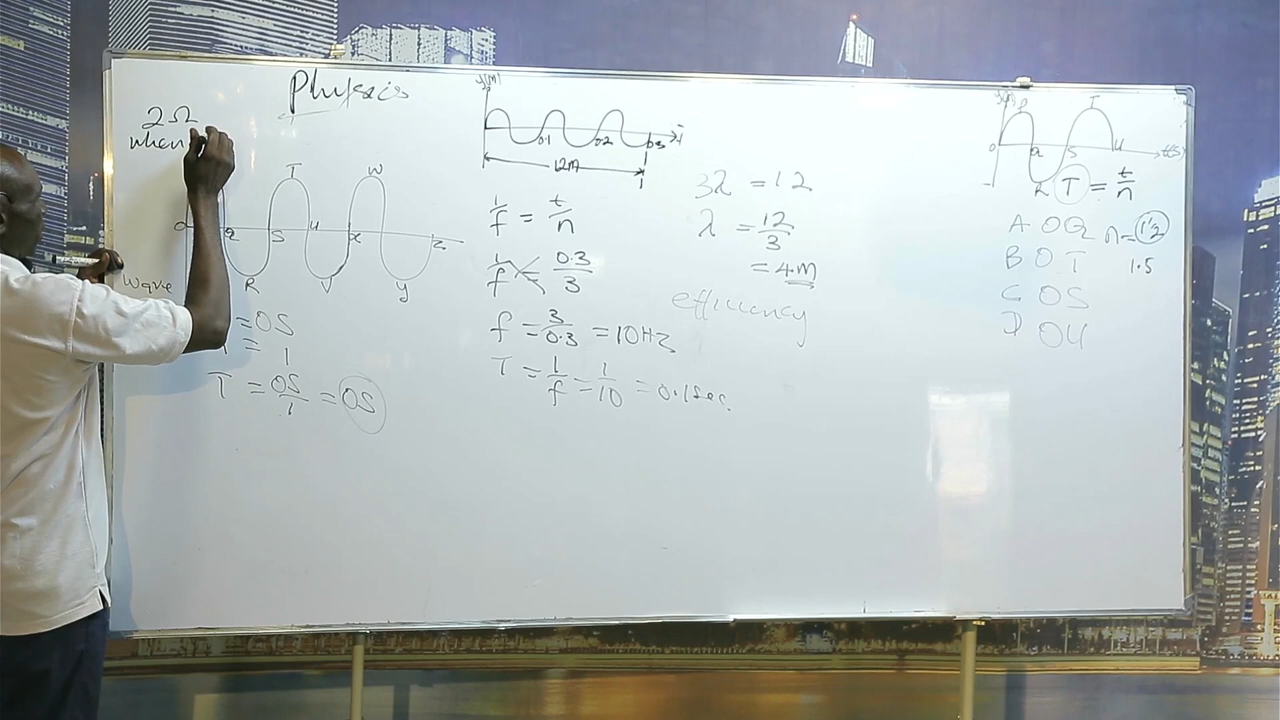 Physics
2Ω
when
T
W
O
Q
S
U
X
Z
Wave
R
V
Y
= OS
= 1
T = OS/1 = OS
y(m)
0.1 0.2 0.3
12m
1/f = t/n
1/f = 0.3/3
f = 3/0.3 = 10Hz
T = 1/f = 1/10 = 0.1sec.
3λ = 12
λ = 12/3
= 4m
efficiency
P
T
O
Q
S
U
t(s)
R
T = t/n
A OQ
n = 1 1/2
B OT
1.5
C OS
D OU